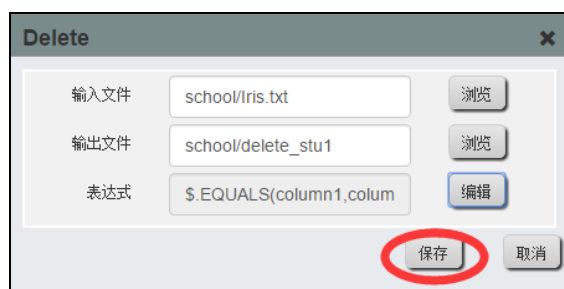 Delete ×
输入文件 school/Iris.txt 浏览
输出文件 school/delete_stu1 浏览
表达式 $.EQUALS(column1,colum 编辑
保存 取消